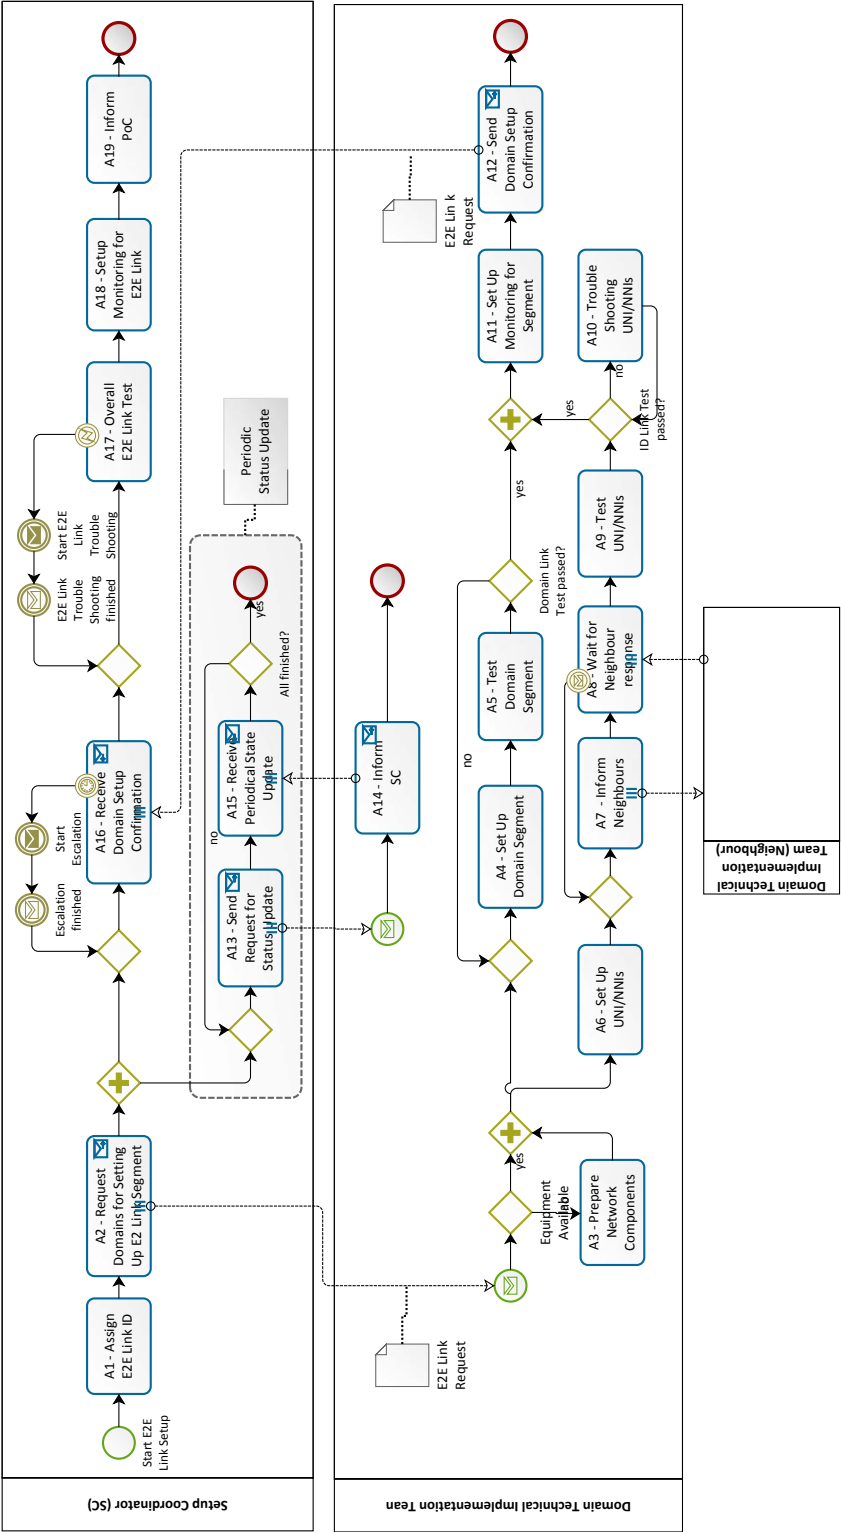 Setup Coordinator (SC)
Start E2E
Link Setup
A1 - Assign
E2E Link ID
A2 - Request
Domains for Setting
Up E2 Link Segment
Escalation
finished
Start
Escalation
A16 - Receive
Domain Setup
Confirmation
E2E Link
Trouble
Shooting
finished
Start E2E
Link
Trouble
Shooting
A17 - Overall
E2E Link Test
A18 - Setup
Monitoring for
E2E Link
A19 - Inform
PoC
A13 - Send
Request for
Status Update
no
A15 - Receive
Periodical State
Update
All finished?
yes
Periodic
Status Update
Domain Technical Implementation Tean
E2E Link
Request
Equipment
Available
yes
A3 - Prepare
Network
Components
A14 - Inform
SC
A4 - Set Up
Domain Segment
no
A5 - Test
Domain
Segment
Domain Link
Test passed?
yes
A6 - Set Up
UNI/NNIs
A7 - Inform
Neighbours
A8 - Wait for
Neighbour
response
A9 - Test
UNI/NNIs
ID Link Test
passed?
yes
no
A10 - Trouble
Shooting
UNI/NNIs
A11 - Set Up
Monitoring for
Segment
A12 - Send
Domain Setup
Confirmation
E2E Lin k
Request
Domain Technical
Implementation
Team (Neighbour)